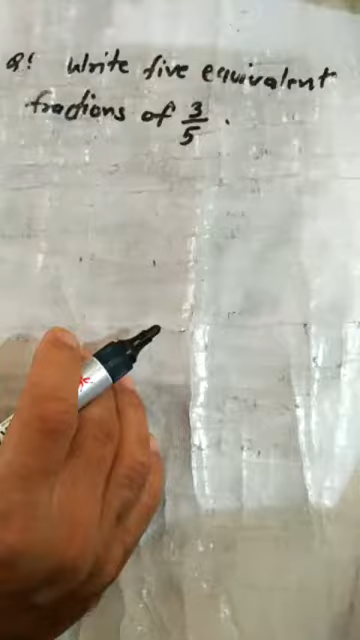 Q! Write five equivalent
fractions of 3/5.